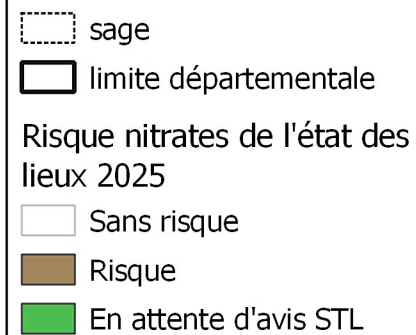 sage
limite départementale
Risque nitrates de l'état des
lieux 2025
Sans risque
Risque
En attente d'avis STL